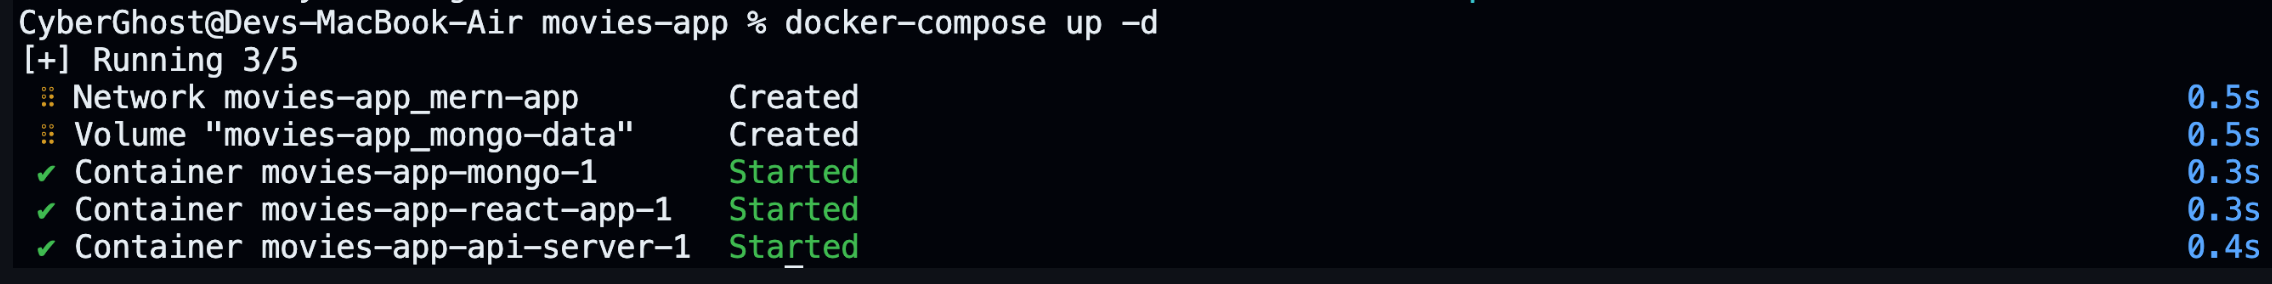 CyberGhost@Devs-MacBook-Air movies-app % docker-compose up -d
[+] Running 3/5
⠿ Network movies-app_mern-app Created 0.5s
⠿ Volume "movies-app_mongo-data" Created 0.5s
✔ Container movies-app-mongo-1 Started 0.3s
✔ Container movies-app-react-app-1 Started 0.3s
✔ Container movies-app-api-server-1 Started 0.4s